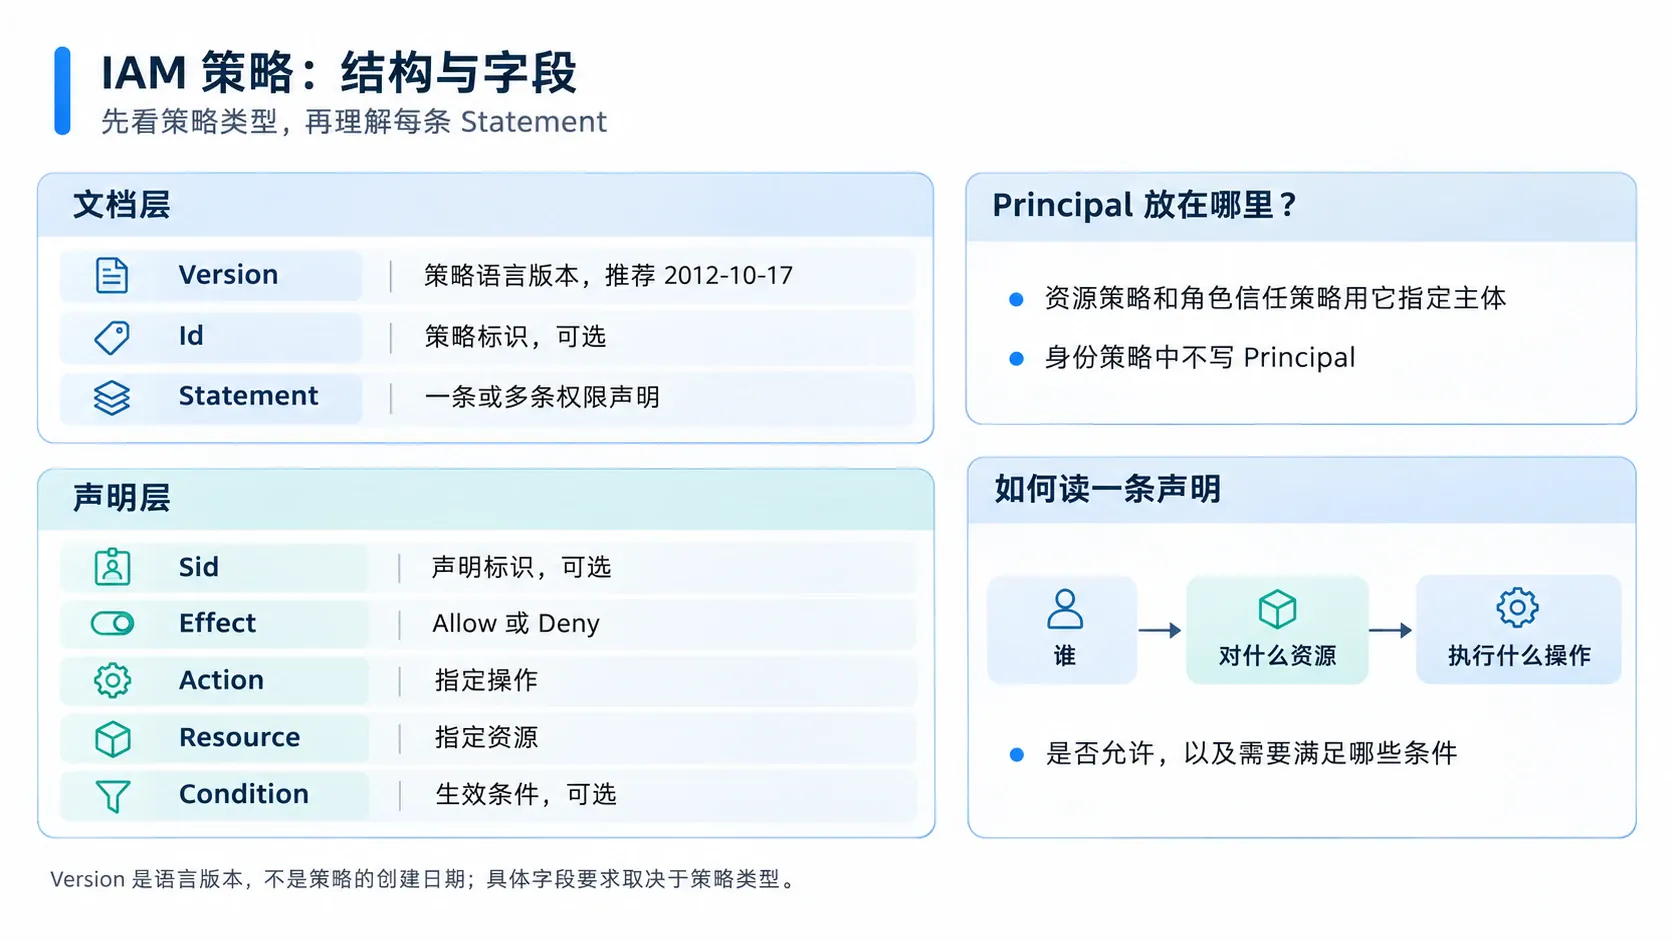 IAM 策略：结构与字段
先看策略类型，再理解每条 Statement
文档层
Version 策略语言版本，推荐 2012-10-17
Id 策略标识，可选
Statement 一条或多条权限声明
声明层
Sid 声明标识，可选
Effect Allow 或 Deny
Action 指定操作
Resource 指定资源
Condition 生效条件，可选
Principal 放在哪里？
资源策略和角色信任策略用它指定主体
身份策略中不写 Principal
如何读一条声明
谁
对什么资源
执行什么操作
是否允许，以及需要满足哪些条件
Version 是语言版本，不是策略的创建日期；具体字段要求取决于策略类型。